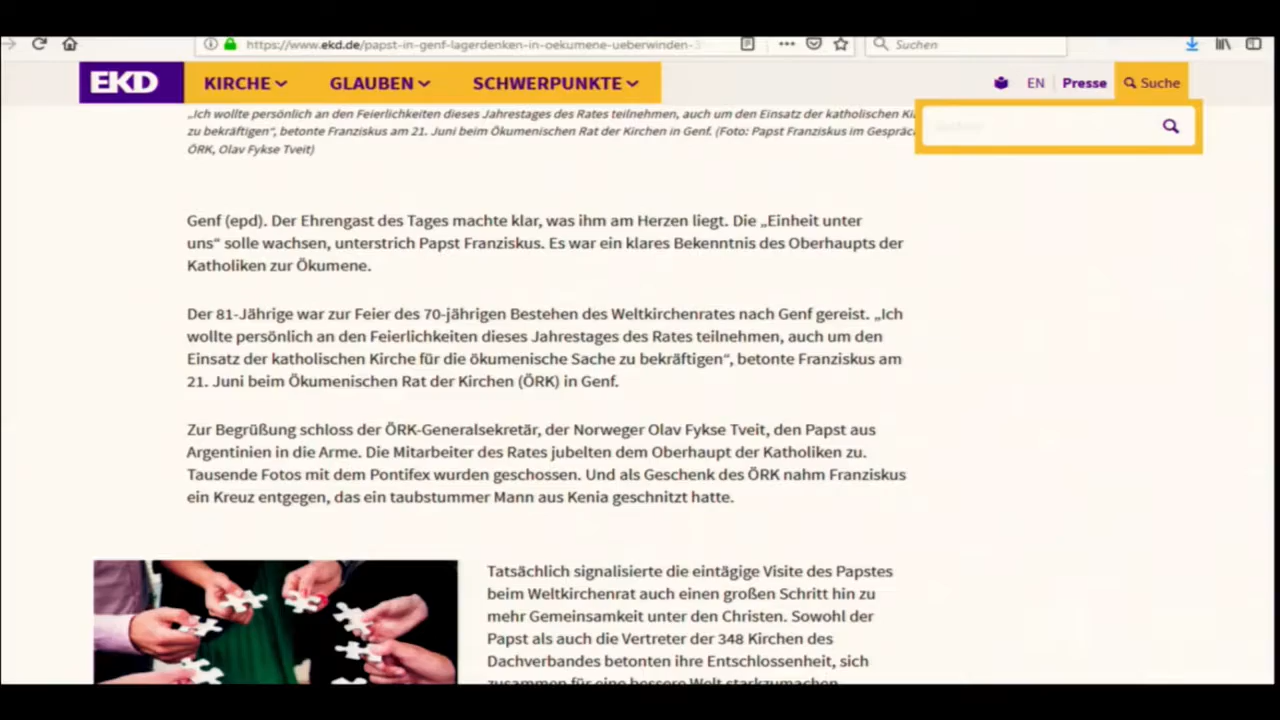 https://www.ekd.de/papst-in-genf-lagerdenken-in-oekumene-ueberwinden-3
Suchen
EKD
KIRCHE
GLAUBEN
SCHWERPUNKTE
EN
Presse
Suche
„Ich wollte persönlich an den Feierlichkeiten dieses Jahrestages des Rates teilnehmen, auch um den Einsatz der katholischen
zu bekräftigen“, betonte Franziskus am 21. Juni beim Ökumenischen Rat der Kirchen in Genf. (Foto: Papst Franziskus im
ÖRK, Olav Fykse Tveit)
Genf (epd). Der Ehrengast des Tages machte klar, was ihm am Herzen liegt. Die „Einheit unter
uns“ solle wachsen, unterstrich Papst Franziskus. Es war ein klares Bekenntnis des Oberhaupts der
Katholiken zur Ökumene.
Der 81-Jährige war zur Feier des 70-jährigen Bestehen des Weltkirchenrates nach Genf gereist. „Ich
wollte persönlich an den Feierlichkeiten dieses Jahrestages des Rates teilnehmen, auch um den
Einsatz der katholischen Kirche für die ökumenische Sache zu bekräftigen“, betonte Franziskus am
21. Juni beim Ökumenischen Rat der Kirchen (ÖRK) in Genf.
Zur Begrüßung schloss der ÖRK-Generalsekretär, der Norweger Olav Fykse Tveit, den Papst aus
Argentinien in die Arme. Die Mitarbeiter des Rates jubelten dem Oberhaupt der Katholiken zu.
Tausende Fotos mit dem Pontifex wurden geschossen. Und als Geschenk des ÖRK nahm Franziskus
ein Kreuz entgegen, das ein taubstummer Mann aus Kenia geschnitzt hatte.
Tatsächlich signalisierte die eintägige Visite des Papstes
beim Weltkirchenrat auch einen großen Schritt hin zu
mehr Gemeinsamkeit unter den Christen. Sowohl der
Papst als auch die Vertreter der 348 Kirchen des
Dachverbandes betonten ihre Entschlossenheit, sich
zusammen für eine bessere Welt starkzumachen